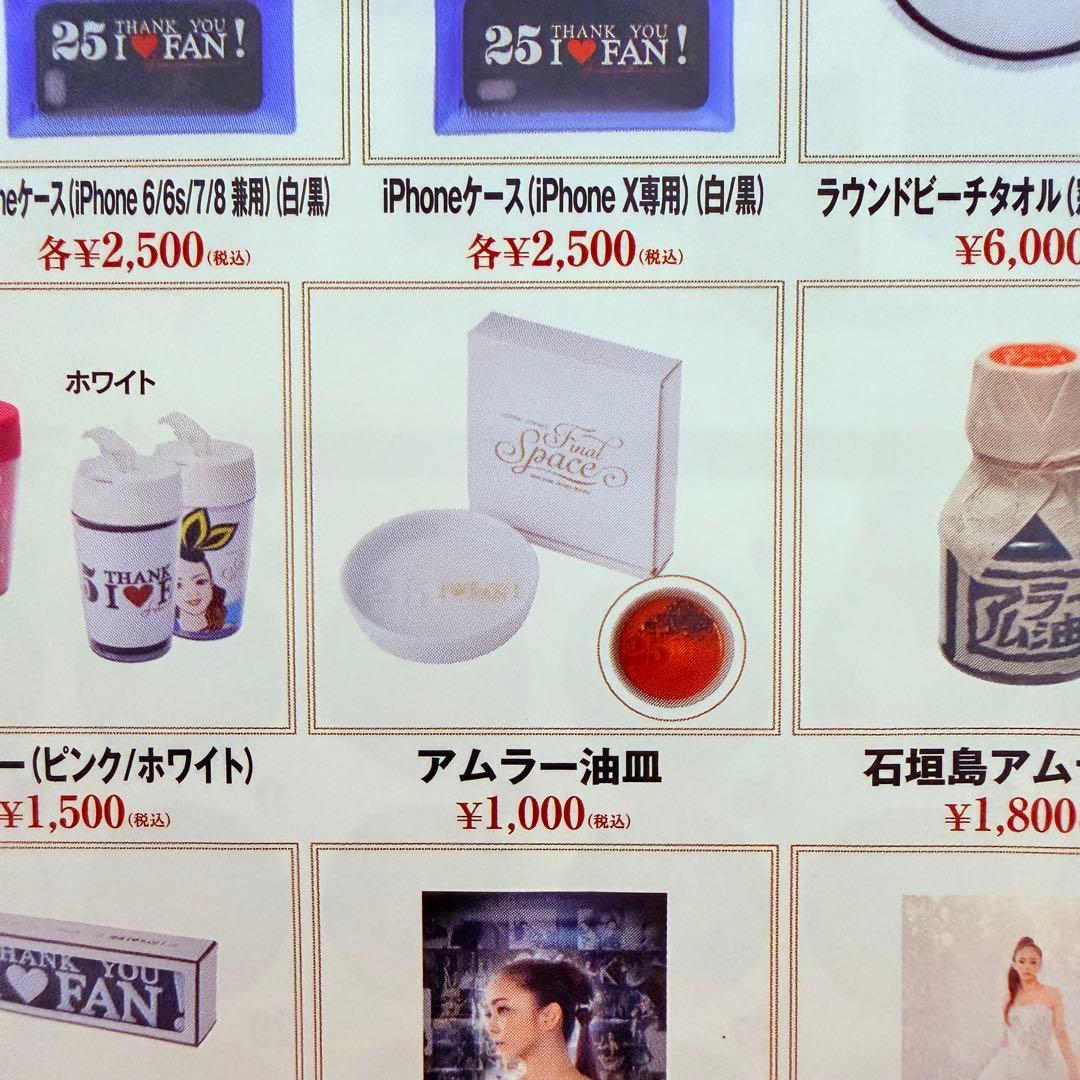 25 THANK YOU
I❤FAN!
25 THANK YOU
I❤FAN!
neケース(iPhone 6/6s/7/8 兼用) (白/黒)
各¥2,500(税込)
iPhoneケース(iPhone X専用) (白/黒)
各¥2,500(税込)
ラウンドビーチタオル(
¥6,000
ホワイト
5 THANK
I❤F
Final
Space
I❤FAN!
アムラー油
ー(ピンク/ホワイト)
¥1,500(税込)
アムラー油皿
¥1,000(税込)
石垣島アム
¥1,800
THANK YOU
FAN!